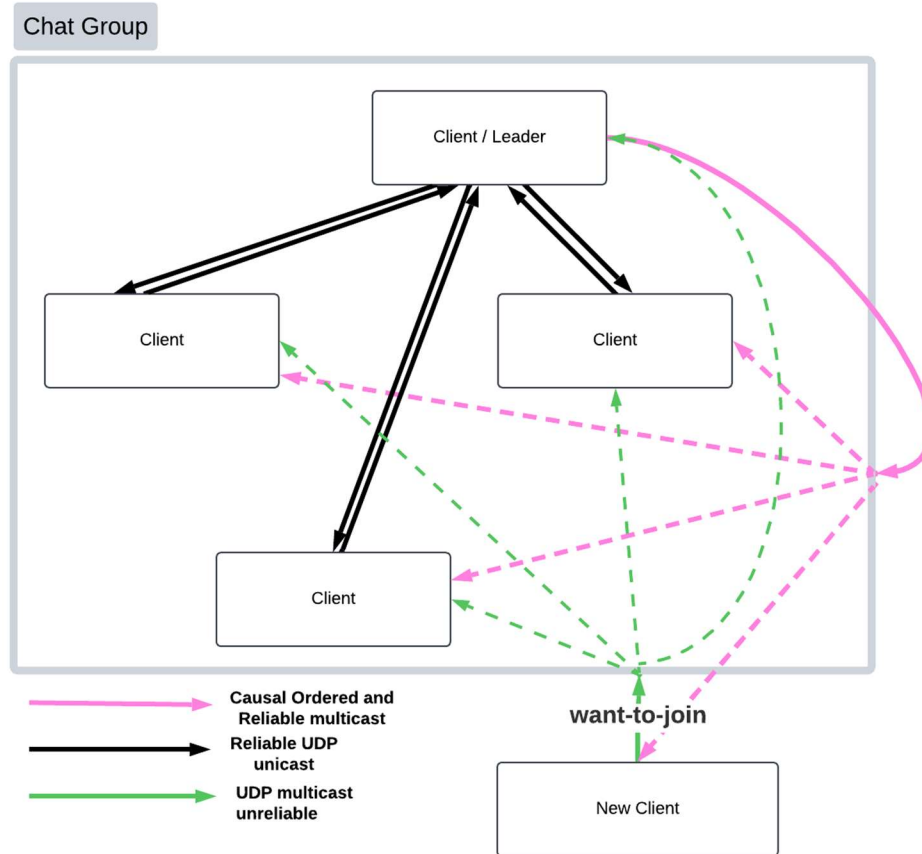 Chat Group
Client / Leader
Client
Client
Client
want-to-join
New Client
Causal Ordered and
Reliable multicast
Reliable UDP
unicast
UDP multicast
unreliable